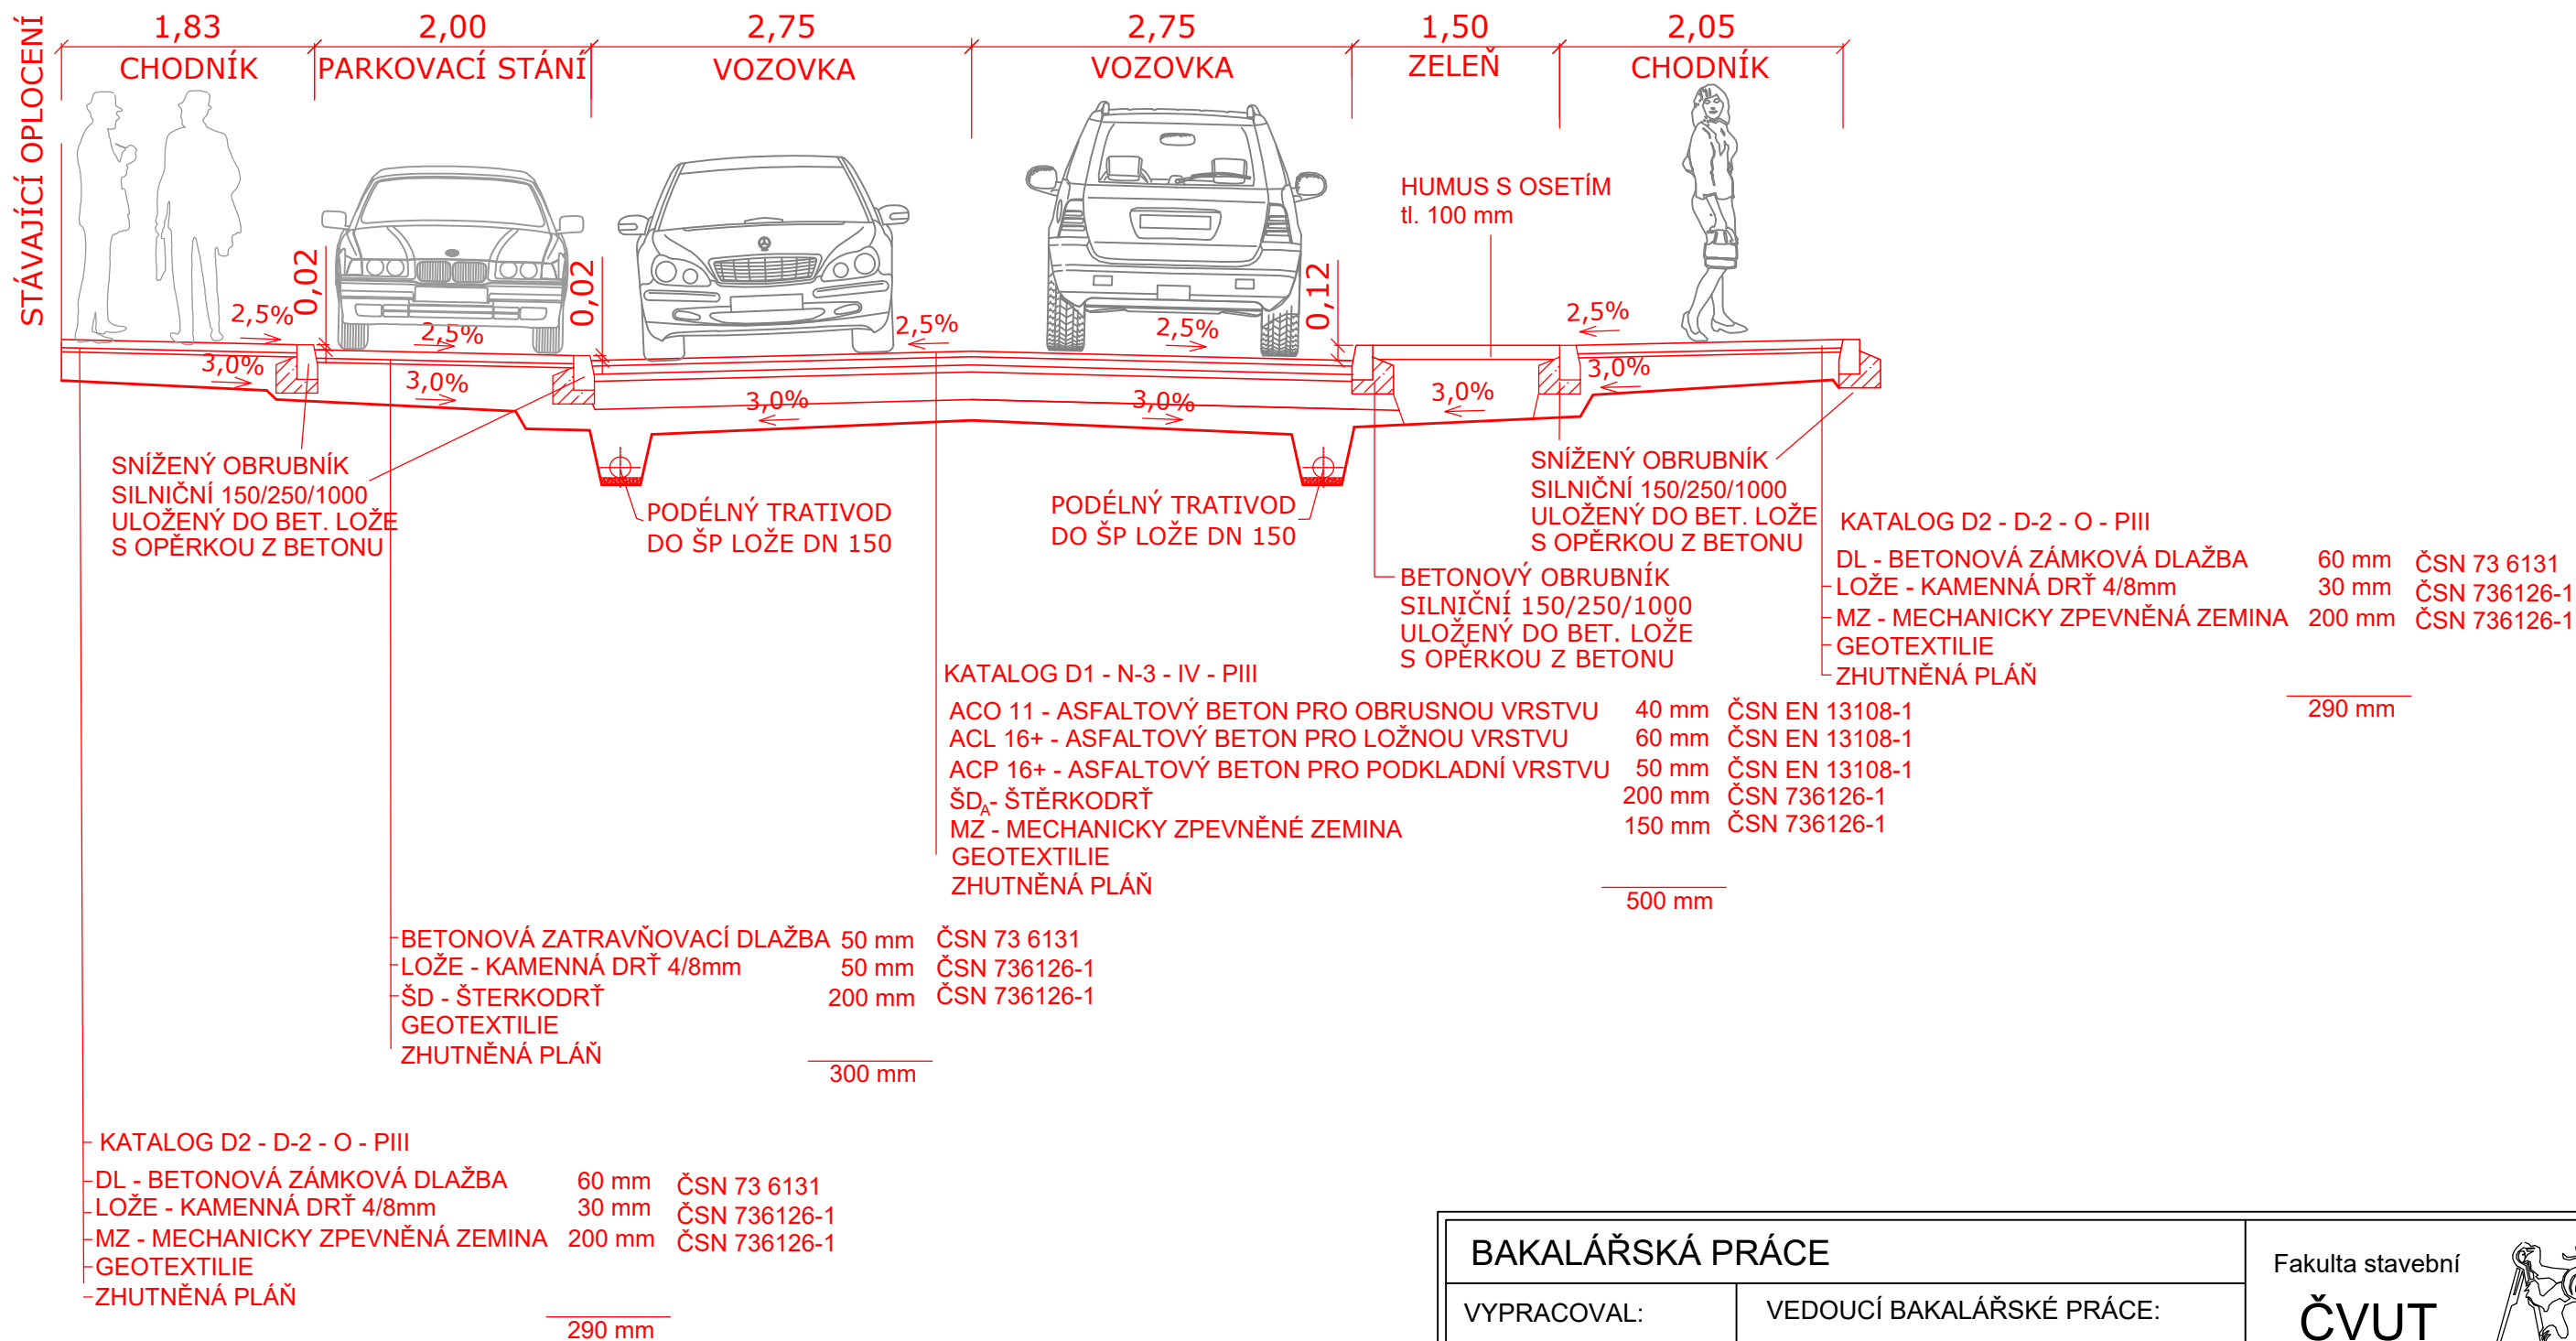 1,83 2,00 2,75 2,75 1,50 2,05
CHODNÍK PARKOVACÍ STÁNÍ VOZOVKA VOZOVKA ZELEŇ CHODNÍK
STÁVAJÍCÍ OPLOCENÍ
HUMUS S OSETÍM
tl. 100 mm
0,02
0,02
0,12
2,5% 2,5% 2,5% 2,5% 2,5%
3,0% 3,0% 3,0% 3,0% 3,0% 3,0%
SNÍŽENÝ OBRUBNÍK
SILNIČNÍ 150/250/1000
ULOŽENÝ DO BET. LOŽE
S OPĚRKOU Z BETONU
PODÉLNÝ TRATIVOD
DO ŠP LOŽE DN 150
PODÉLNÝ TRATIVOD
DO ŠP LOŽE DN 150
SNÍŽENÝ OBRUBNÍK
SILNIČNÍ 150/250/1000
ULOŽENÝ DO BET. LOŽE
S OPĚRKOU Z BETONU
BETONOVÝ OBRUBNÍK
SILNIČNÍ 150/250/1000
ULOŽENÝ DO BET. LOŽE
S OPĚRKOU Z BETONU
KATALOG D2 - D-2 - O - PIII
DL - BETONOVÁ ZÁMKOVÁ DLAŽBA 60 mm ČSN 73 6131
LOŽE - KAMENNÁ DRŤ 4/8mm 30 mm ČSN 736126-1
MZ - MECHANICKY ZPEVNĚNÁ ZEMINA 200 mm ČSN 736126-1
GEOTEXTILIE
ZHUTNĚNÁ PLÁŇ
290 mm
KATALOG D1 - N-3 - IV - PIII
ACO 11 - ASFALTOVÝ BETON PRO OBRUSNOU VRSTVU 40 mm ČSN EN 13108-1
ACL 16+ - ASFALTOVÝ BETON PRO LOŽNOU VRSTVU 60 mm ČSN EN 13108-1
ACP 16+ - ASFALTOVÝ BETON PRO PODKLADNÍ VRSTVU 50 mm ČSN EN 13108-1
ŠDA- ŠTĚRKODRŤ 200 mm ČSN 736126-1
MZ - MECHANICKY ZPEVNĚNÉ ZEMINA 150 mm ČSN 736126-1
GEOTEXTILIE
ZHUTNĚNÁ PLÁŇ
500 mm
BETONOVÁ ZATRAVŇOVACÍ DLAŽBA 50 mm ČSN 73 6131
LOŽE - KAMENNÁ DRŤ 4/8mm 50 mm ČSN 736126-1
ŠD - ŠTERKODRŤ 200 mm ČSN 736126-1
GEOTEXTILIE
ZHUTNĚNÁ PLÁŇ
300 mm
KATALOG D2 - D-2 - O - PIII
DL - BETONOVÁ ZÁMKOVÁ DLAŽBA 60 mm ČSN 73 6131
LOŽE - KAMENNÁ DRŤ 4/8mm 30 mm ČSN 736126-1
MZ - MECHANICKY ZPEVNĚNÁ ZEMINA 200 mm ČSN 736126-1
GEOTEXTILIE
ZHUTNĚNÁ PLÁŇ
290 mm
BAKALÁŘSKÁ PRÁCE
VYPRACOVAL: VEDOUCÍ BAKALÁŘSKÉ PRÁCE:
Fakulta stavební
ČVUT